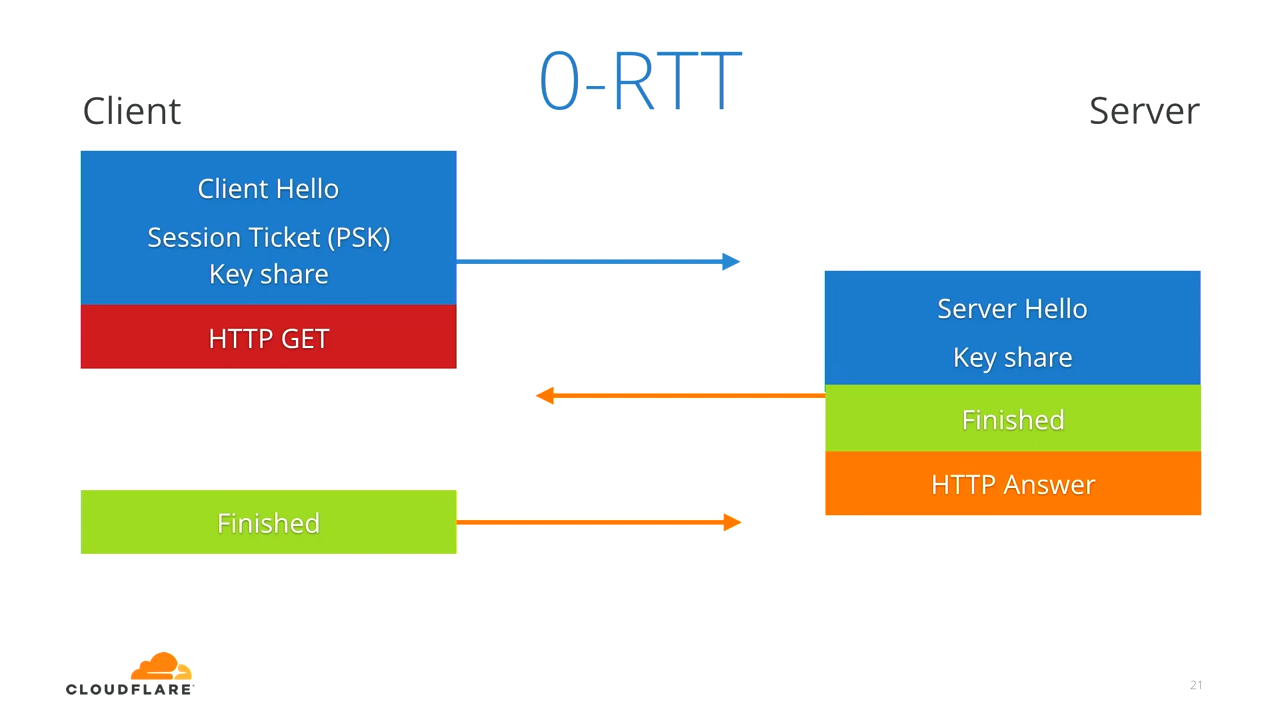 0-RTT
Client
Server
Client Hello
Session Ticket (PSK)
Key share
HTTP GET
Server Hello
Key share
Finished
HTTP Answer
Finished
CLOUDFLARE
21